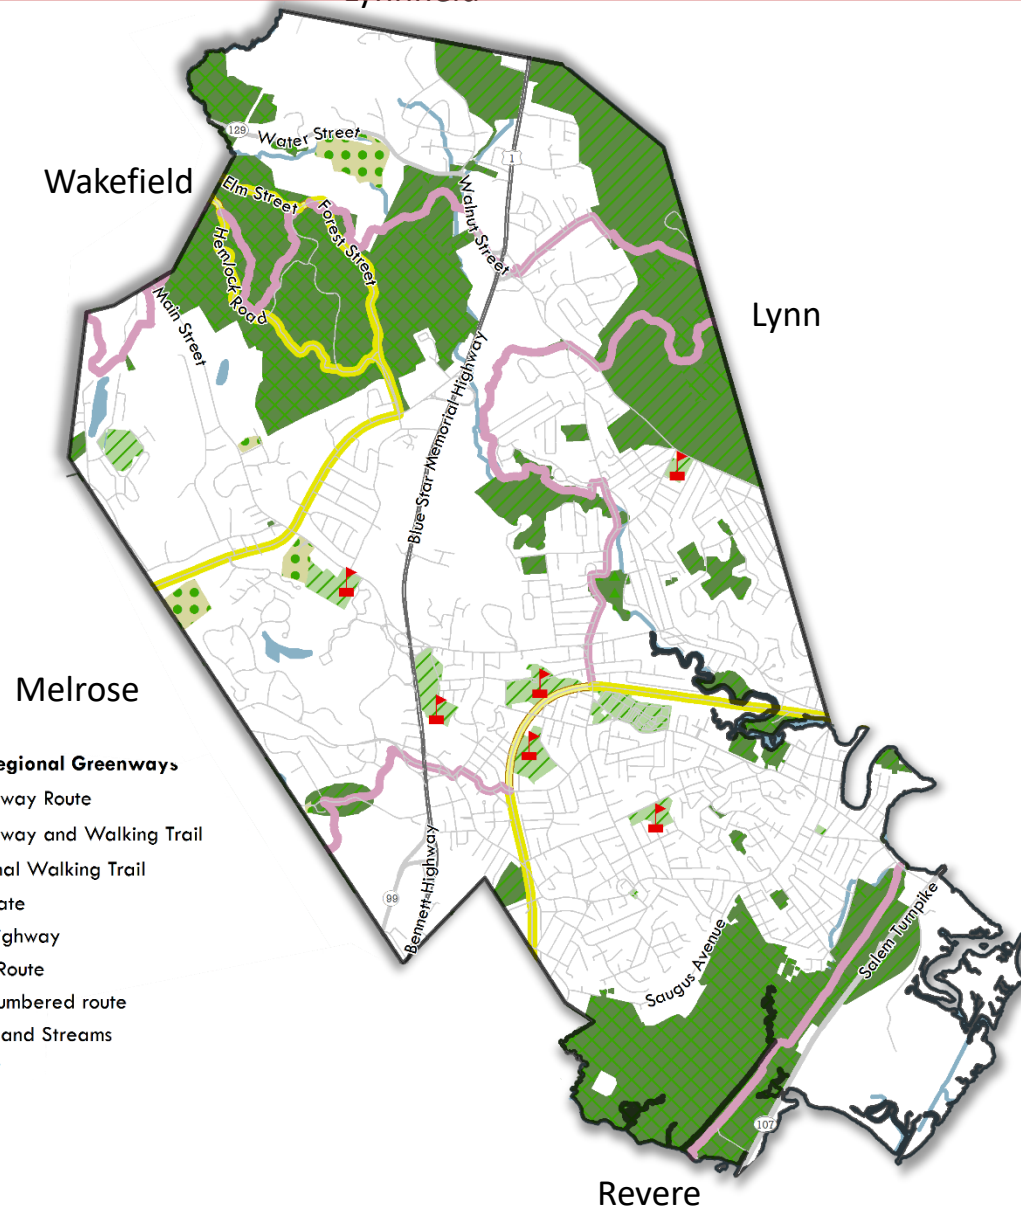 129
Water Street
1
Wakefield
Elm Street
Forest Street
Walnut Street
Hemlock Road
Main Street
Lynn
Blue Star Memorial Highway
Melrose
egional Greenways
way Route
way and Walking Trail
nal Walking Trail
ate
ighway
Route
umbered route
and Streams
99
Bennett Highway
Saugus Avenue
Salem Turnpike
107
Revere